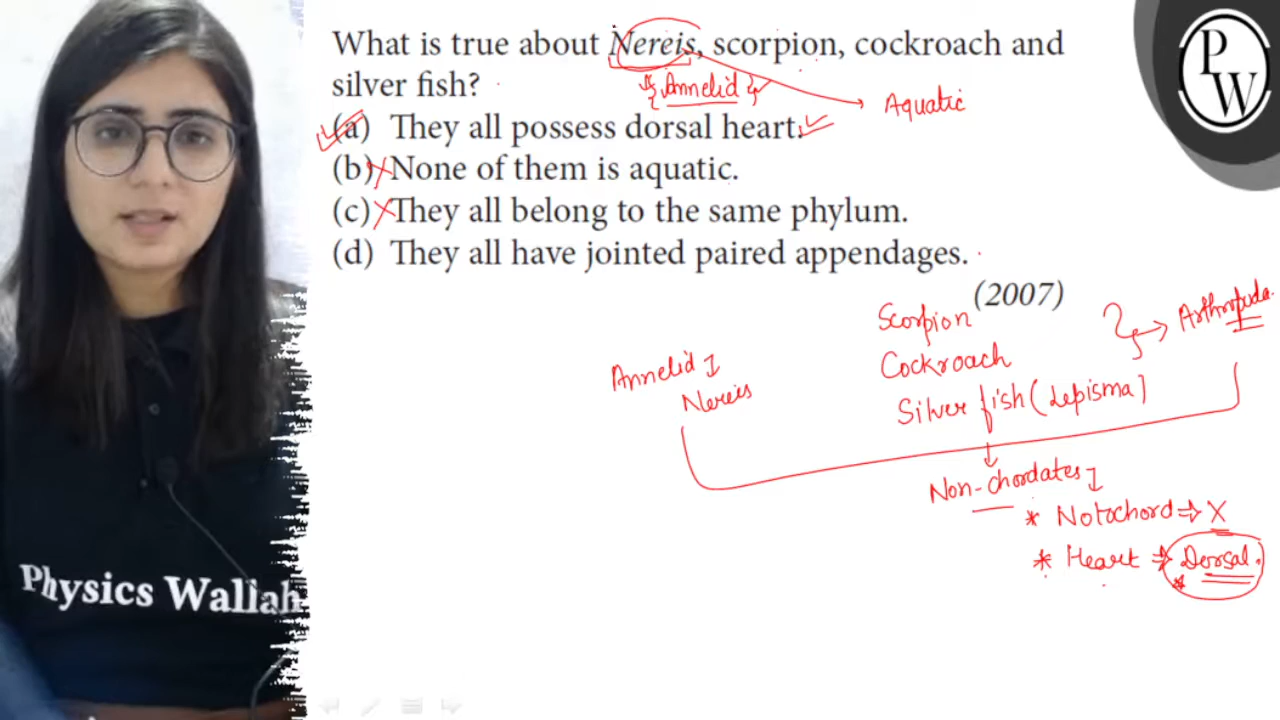 What is true about Nereis, scorpion, cockroach and
silver fish?
{Annelid}
Aquatic
(a) They all possess dorsal heart.
(b) None of them is aquatic.
(c) They all belong to the same phylum.
(d) They all have jointed paired appendages.
(2007)
PW
Scorpion
Cockroach
Silver fish (Lepisma)
Arthropoda.
Annelid
Nereis
Non-chordates
* Notochord ⇒ X
* Heart ⇒ Dorsal.
Physics Wallah